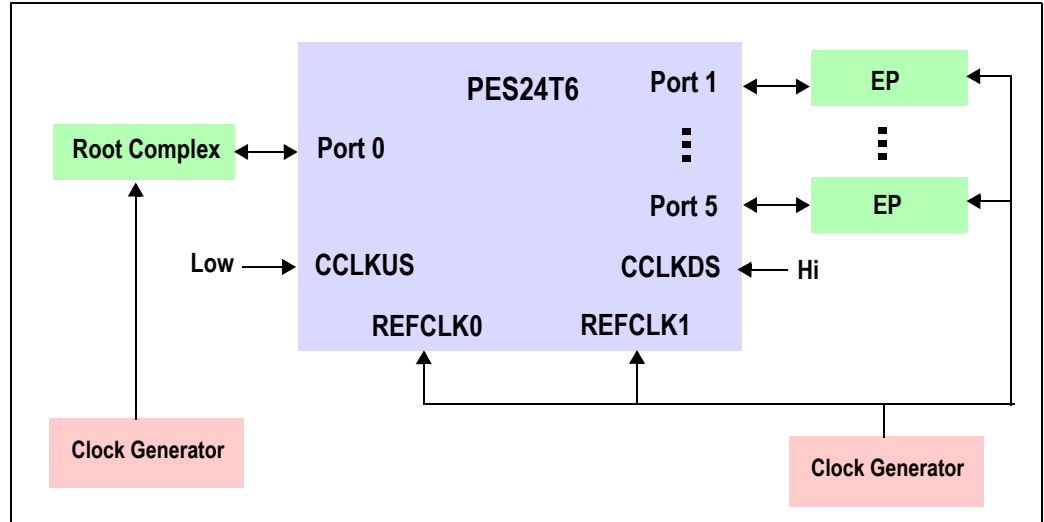 PES24T6
Port 1
EP
Root Complex
Port 0
Port 5
EP
Low
CCLKUS
CCLKDS
Hi
REFCLK0
REFCLK1
Clock Generator
Clock Generator